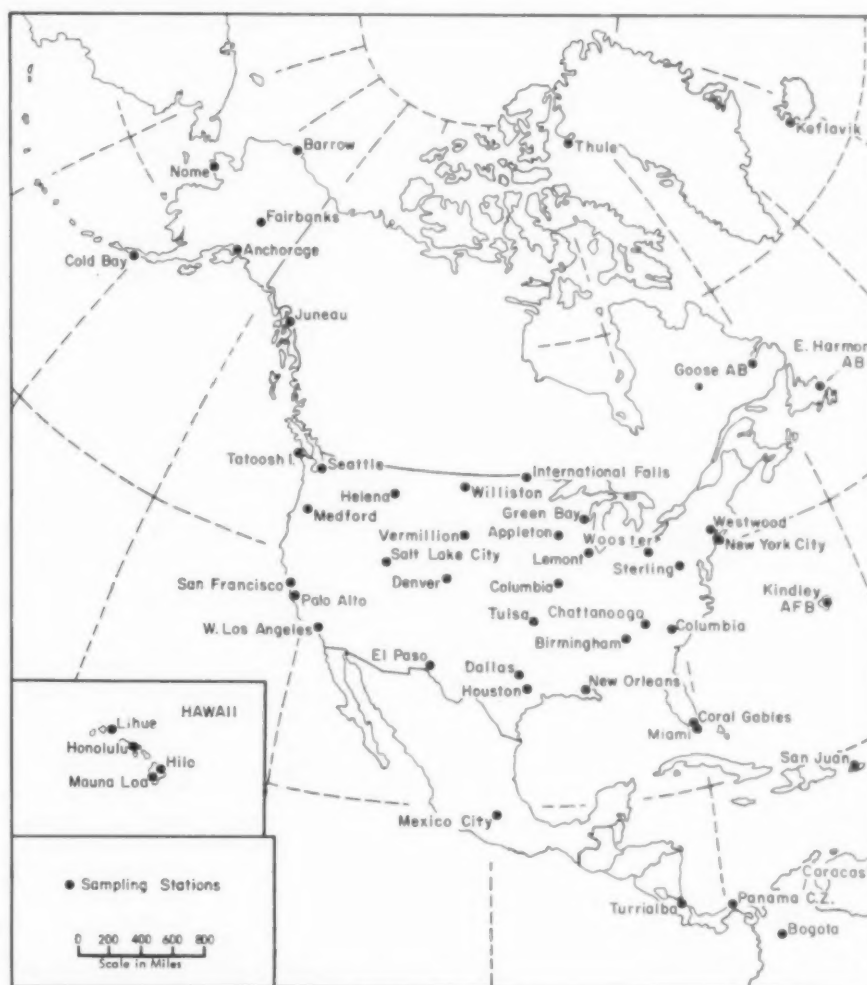 Barrow
Keflavik
Thule
Nome
Fairbanks
Anchorage
Cold Bay
Juneau
E. Harmon
AB
Goose AB
Tatoosh I.
Seattle
International Falls
Helena
Williston
Medford
Green Bay
Westwood
Vermillion
Appleton
Wooster
New York City
Salt Lake City
Lemont
Sterling
San Francisco
Denver
Columbia
Kindley
AFB
Palo Alto
Tulsa
Chattanooga
W. Los Angeles
Birmingham
Columbia
El Paso
Dallas
Houston
New Orleans
HAWAII
Lihue
Honolulu
Hilo
Mauna Loa
Coral Gables
Miami
San Juan
Mexico City
Caracas
Turrialba
Panama C.Z.
Bogota
Sampling Stations
0 200 400 600 800
Scale in Miles